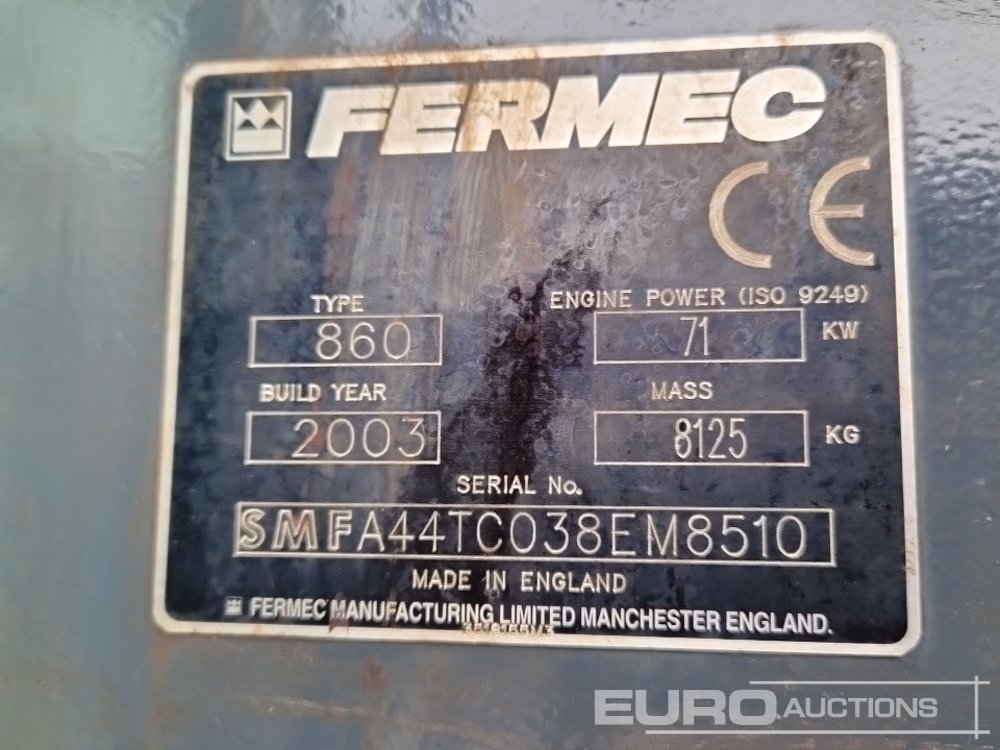 FERMEC
CE
TYPE
860
ENGINE POWER (ISO 9249)
71 KW
BUILD YEAR
2003
MASS
8125 KG
SERIAL No.
SMFA44TC038EM8510
MADE IN ENGLAND
FERMEC MANUFACTURING LIMITED MANCHESTER ENGLAND.
EURO AUCTIONS